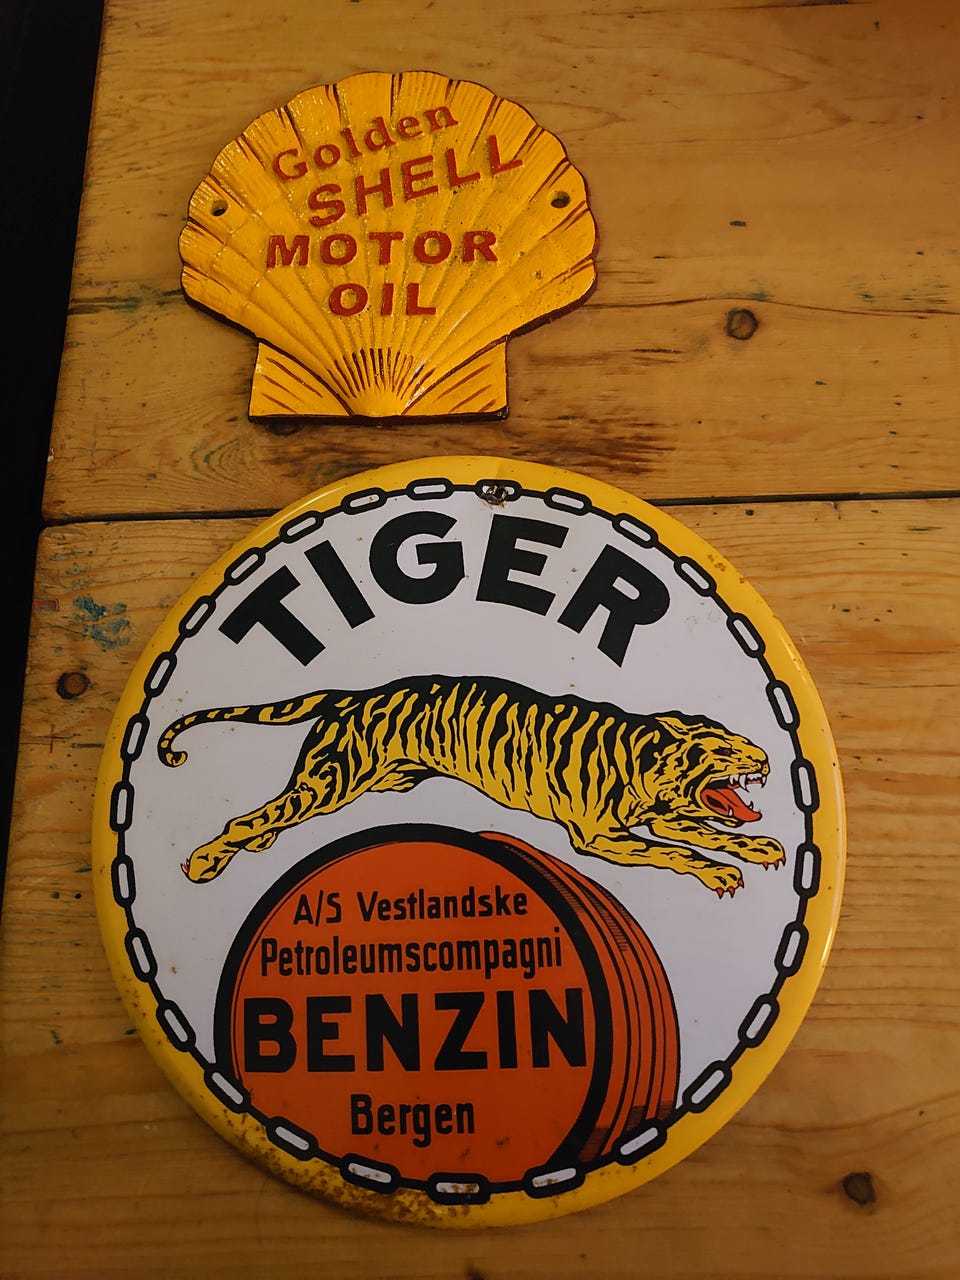 Golden
SHELL
MOTOR
OIL
TIGER
A/S Vestlandske
Petroleumscompagni
BENZIN
Bergen